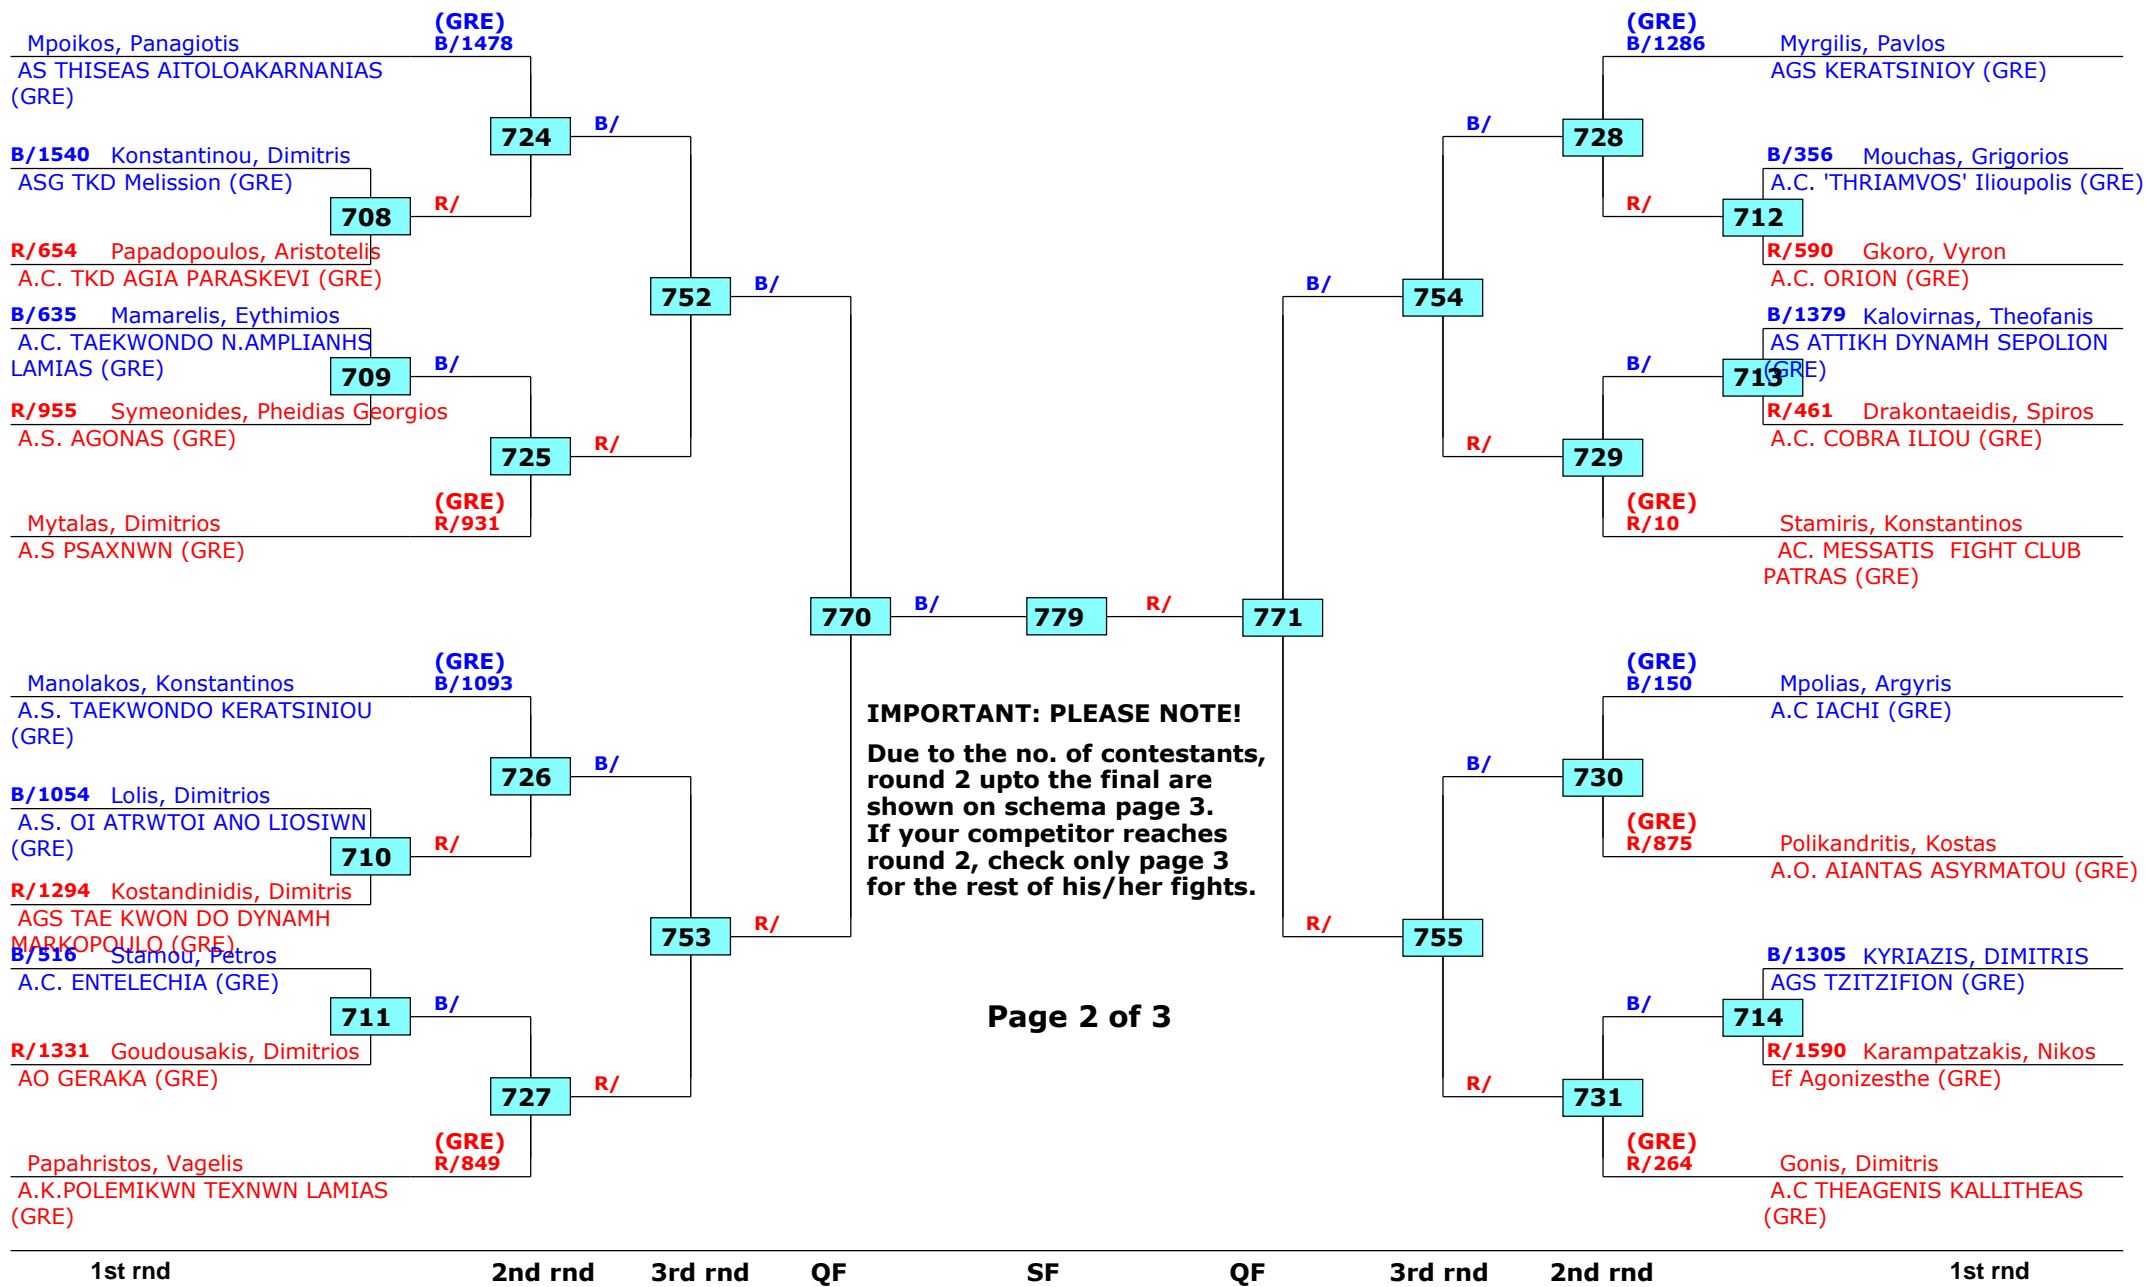 (GRE)
Mpoikos, Panagiotis B/1478
AS THISEAS AITOLOAKARNANIAS
(GRE)
724 B/
B/1540 Konstantinou, Dimitris
ASG TKD Melission (GRE)
708 R/
R/654 Papadopoulos, Aristotelis
A.C. TKD AGIA PARASKEVI (GRE)
752 B/
B/635 Mamarelis, Eythimios
A.C. TAEKWONDO N.AMPLIANHS
LAMIAS (GRE)
709 B/
R/955 Symeonides, Pheidias Georgios
A.S. AGONAS (GRE)
725 R/
(GRE)
Mytalas, Dimitrios R/931
A.S PSAXNWN (GRE)
770 B/ 779 R/ 771
(GRE)
Manolakos, Konstantinos B/1093
A.S. TAEKWONDO KERATSINIOU
(GRE)
726 B/
B/1054 Lolis, Dimitrios
A.S. OI ATRWTOI ANO LIOSIWN
(GRE)
710 R/
R/1294 Kostandinidis, Dimitris
AGS TAE KWON DO DYNAMH
MARKOPOULO (GRE)
753 R/
B/516 Stamou, Petros
A.C. ENTELECHIA (GRE)
711 B/
R/1331 Goudousakis, Dimitrios
AO GERAKA (GRE)
727 R/
(GRE)
Papahristos, Vagelis R/849
A.K.POLEMIKWN TEXNWN LAMIAS
(GRE)
IMPORTANT: PLEASE NOTE!
Due to the no. of contestants,
round 2 upto the final are
shown on schema page 3.
If your competitor reaches
round 2, check only page 3
for the rest of his/her fights.
Page 2 of 3
(GRE)
B/1286 Myrgilis, Pavlos
AGS KERATSINIOY (GRE)
B/ 728
B/356 Mouchas, Grigorios
A.C. 'THRIAMVOS' Ilioupolis (GRE)
R/ 712
R/590 Gkoro, Vyron
A.C. ORION (GRE)
B/ 754
B/1379 Kalovirnas, Theofanis
AS ATTIKH DYNAMH SEPOLION
(GRE)
B/ 713
R/461 Drakontaeidis, Spiros
A.C. COBRA ILIOU (GRE)
R/ 729
(GRE)
R/10 Stamiris, Konstantinos
AC. MESSATIS FIGHT CLUB
PATRAS (GRE)
(GRE)
B/150 Mpolias, Argyris
A.C IACHI (GRE)
B/ 730
(GRE)
R/875 Polikandritis, Kostas
A.O. AIANTAS ASYRMATOU (GRE)
R/ 755
B/1305 KYRIAZIS, DIMITRIS
AGS TZITZIFION (GRE)
B/ 714
R/1590 Karampatzakis, Nikos
Ef Agonizesthe (GRE)
R/ 731
(GRE)
R/264 Gonis, Dimitris
A.C THEAGENIS KALLITHEAS
(GRE)
1st rnd 2nd rnd 3rd rnd QF SF QF 3rd rnd 2nd rnd 1st rnd